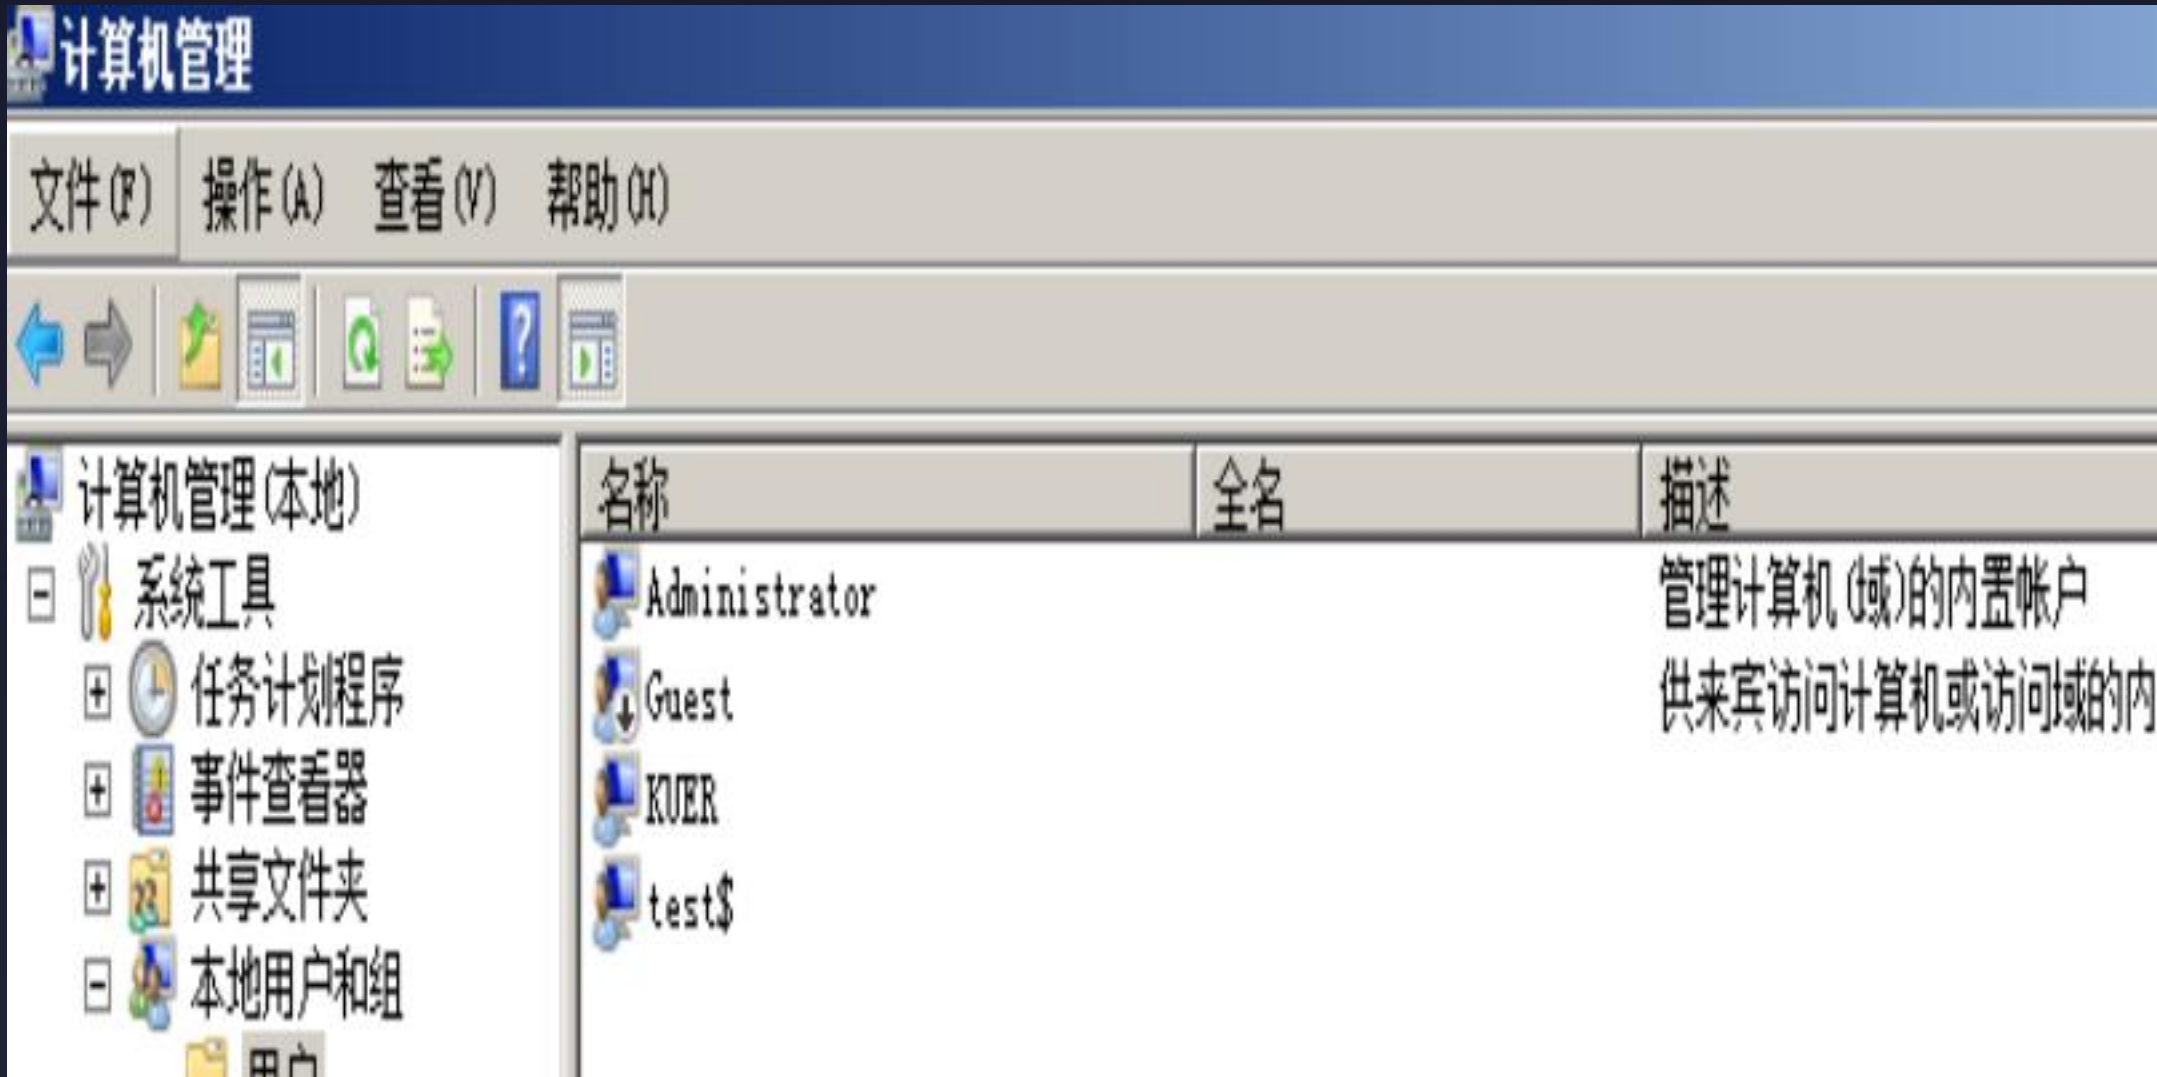 计算机管理
文件(F) 操作(A) 查看(V) 帮助(H)
计算机管理(本地)
系统工具
任务计划程序
事件查看器
共享文件夹
本地用户和组
用户
名称 全名 描述
Administrator 管理计算机(域)的内置帐户
Guest 供来宾访问计算机或访问域的内
KUER
test$